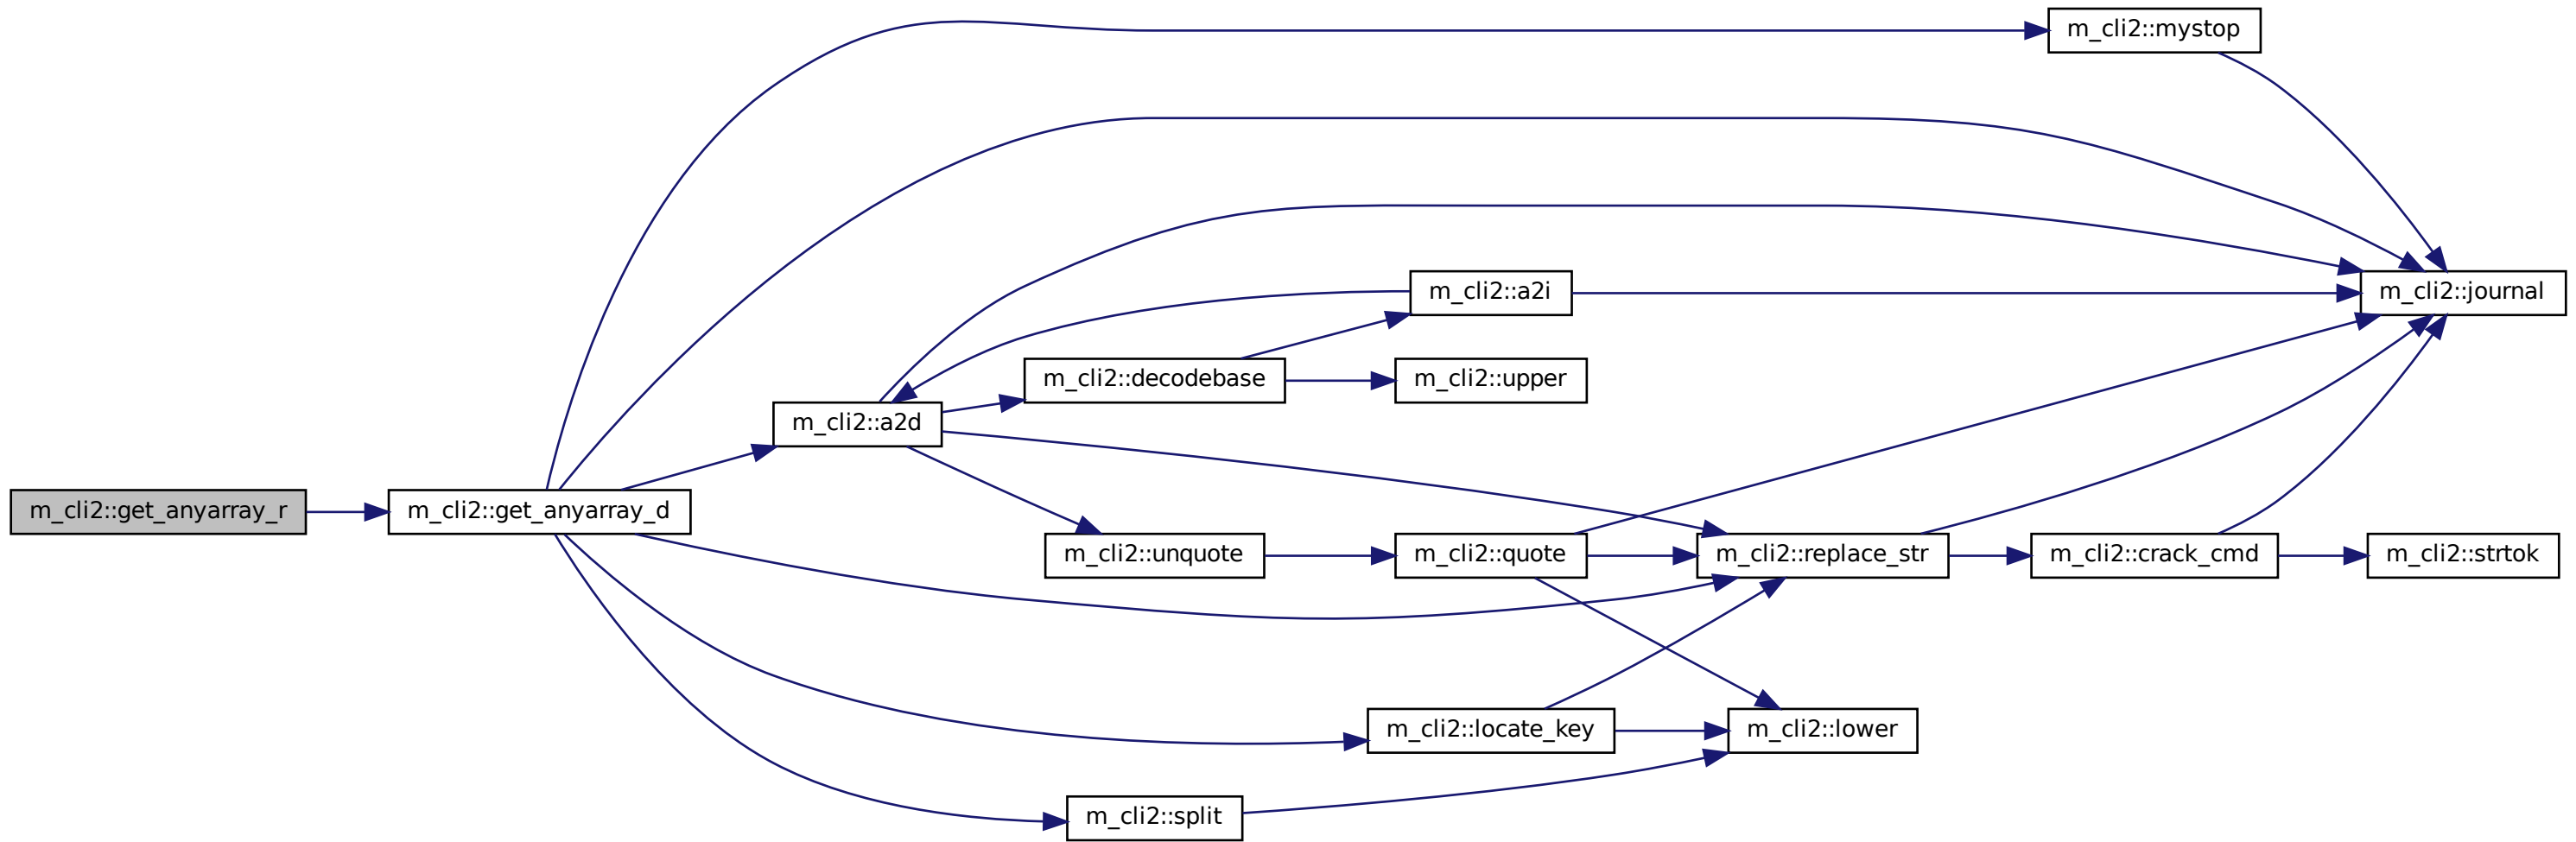 m_cli2::mystop
m_cli2::journal
m_cli2::a2i
m_cli2::decodebase
m_cli2::upper
m_cli2::a2d
m_cli2::get_anyarray_r
m_cli2::get_anyarray_d
m_cli2::unquote
m_cli2::quote
m_cli2::replace_str
m_cli2::crack_cmd
m_cli2::strtok
m_cli2::locate_key
m_cli2::lower
m_cli2::split